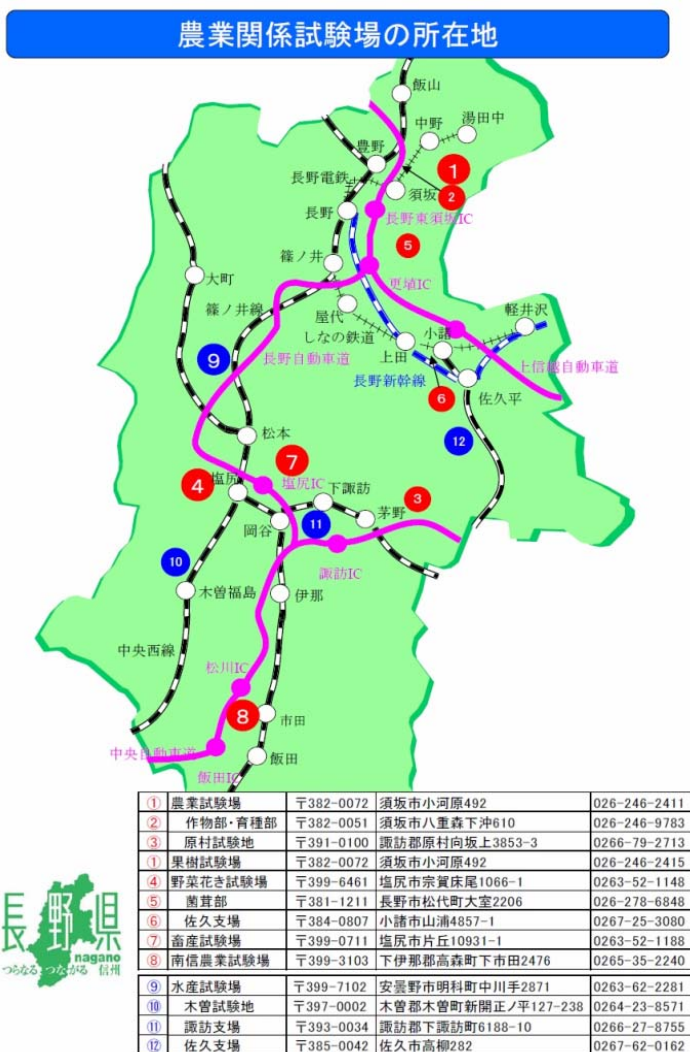 農業関係試験場の所在地
飯山
中野
湯田中
豊野
長野電鉄
須坂
①
②
長野
長野東須坂IC
⑤
篠ノ井
更埴IC
大町
篠ノ井線
屋代
しなの鉄道
小諸
軽井沢
上田
長野自動車道
長野新幹線
上信越自動車道
⑨
⑥
佐久平
松本
⑫
⑦
④
塩尻
塩尻IC
下諏訪
③
茅野
岡谷
⑪
諏訪IC
⑩
木曽福島
伊那
中央西線
松川IC
⑧
市田
中央自動車道
飯田IC
飯田
① 農業試験場 〒382-0072 須坂市小河原492 026-246-2411
② 作物部・育種部 〒382-0051 須坂市八重森下沖610 026-246-9783
③ 原村試験地 〒391-0100 諏訪郡原村向坂上3853-3 0266-79-2713
① 果樹試験場 〒382-0072 須坂市小河原492 026-246-2415
④ 野菜花き試験場 〒399-6461 塩尻市宗賀床尾1066-1 0263-52-1148
⑤ 菌茸部 〒381-1211 長野市松代町大室2206 026-278-6848
⑥ 佐久支場 〒384-0807 小諸市山浦4857-1 0267-25-3080
⑦ 畜産試験場 〒399-0711 塩尻市片丘10931-1 0263-52-1188
⑧ 南信農業試験場 〒399-3103 下伊那郡高森町下市田2476 0265-35-2240
⑨ 水産試験場 〒399-7102 安曇野市明科町中川手2871 0263-62-2281
⑩ 木曽試験地 〒397-0002 木曽郡木曽町新開正ノ平127-238 0264-23-8571
⑪ 諏訪支場 〒393-0034 諏訪郡下諏訪町6188-10 0266-27-8755
⑫ 佐久支場 〒385-0042 佐久市高柳282 0267-62-0162
長野県
nagano
つらなる つながる 信州